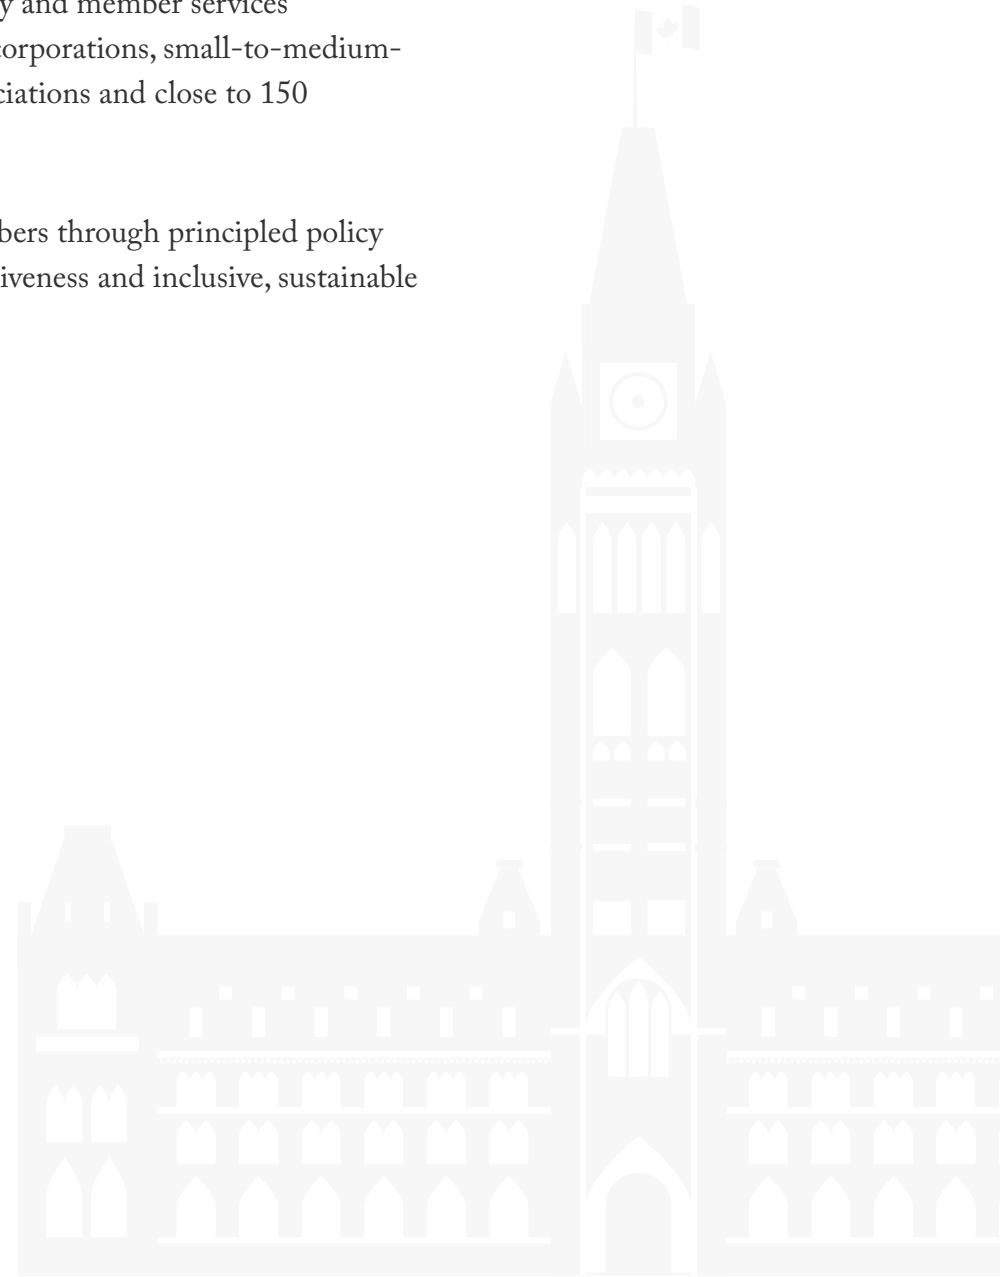 y and member services
corporations, small-to-medium-
ciations and close to 150
bers through principled policy
iveness and inclusive, sustainable